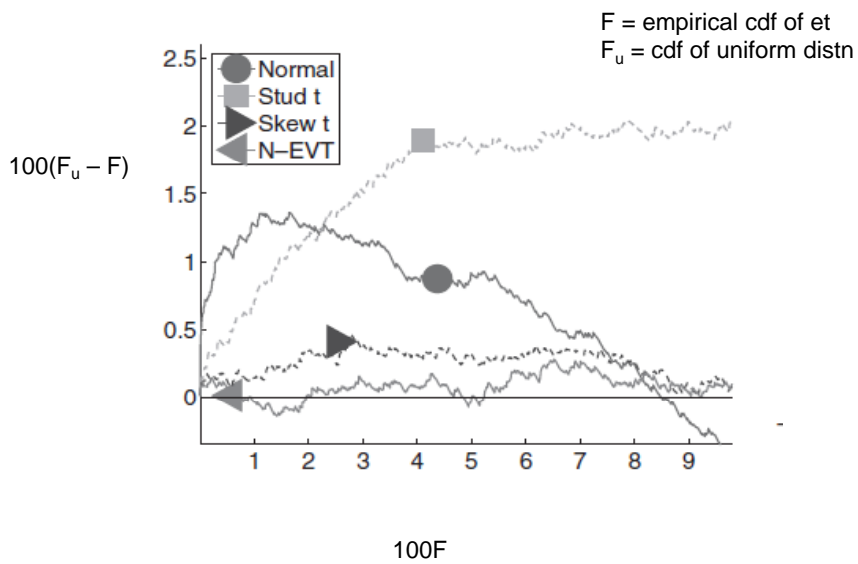 F = empirical cdf of et
Fᵤ = cdf of uniform distn
2.5
Normal
Stud t
Skew t
N–EVT
2
100(Fᵤ – F)
1.5
1
0.5
0
-
1 2 3 4 5 6 7 8 9
100F